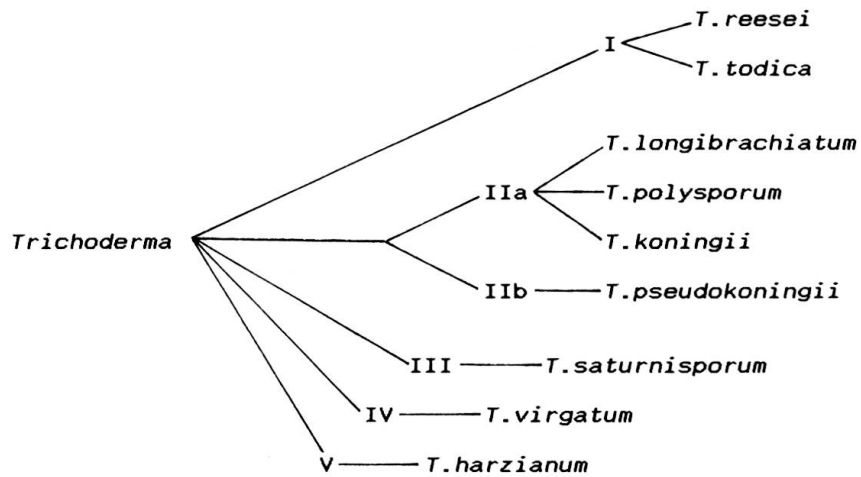 T.reesei
I
T.todica
T.longibrachiatum
IIa T.polysporum
Trichoderma T.koningii
IIb T.pseudokoningii
III T.saturnisporum
IV T.virgatum
V T.harzianum